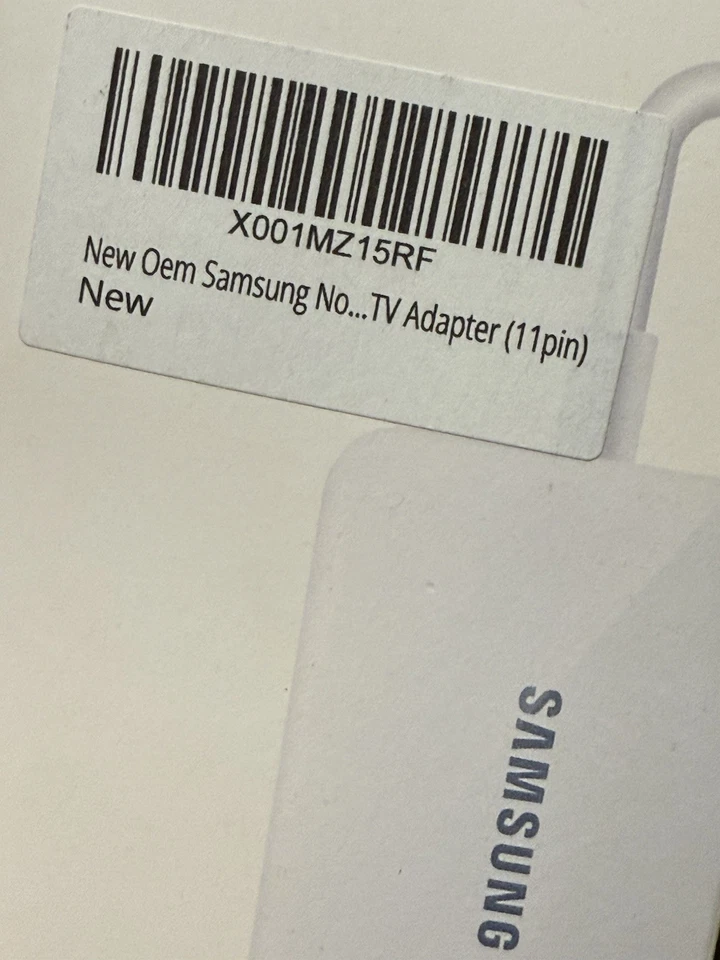 X001MZ15RF
New Oem Samsung No...TV Adapter (11pin)
New
SAMSUNG